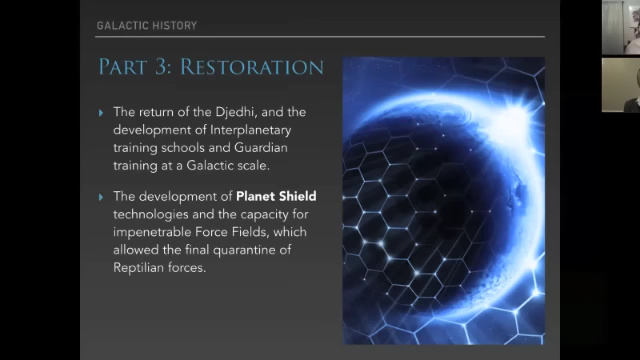 GALACTIC HISTORY
PART 3: RESTORATION
The return of the Djedhi, and the
development of Interplanetary
training schools and Guardian
training at a Galactic scale.
The development of Planet Shield
technologies and the capacity for
impenetrable Force Fields, which
allowed the final quarantine of
Reptilian forces.